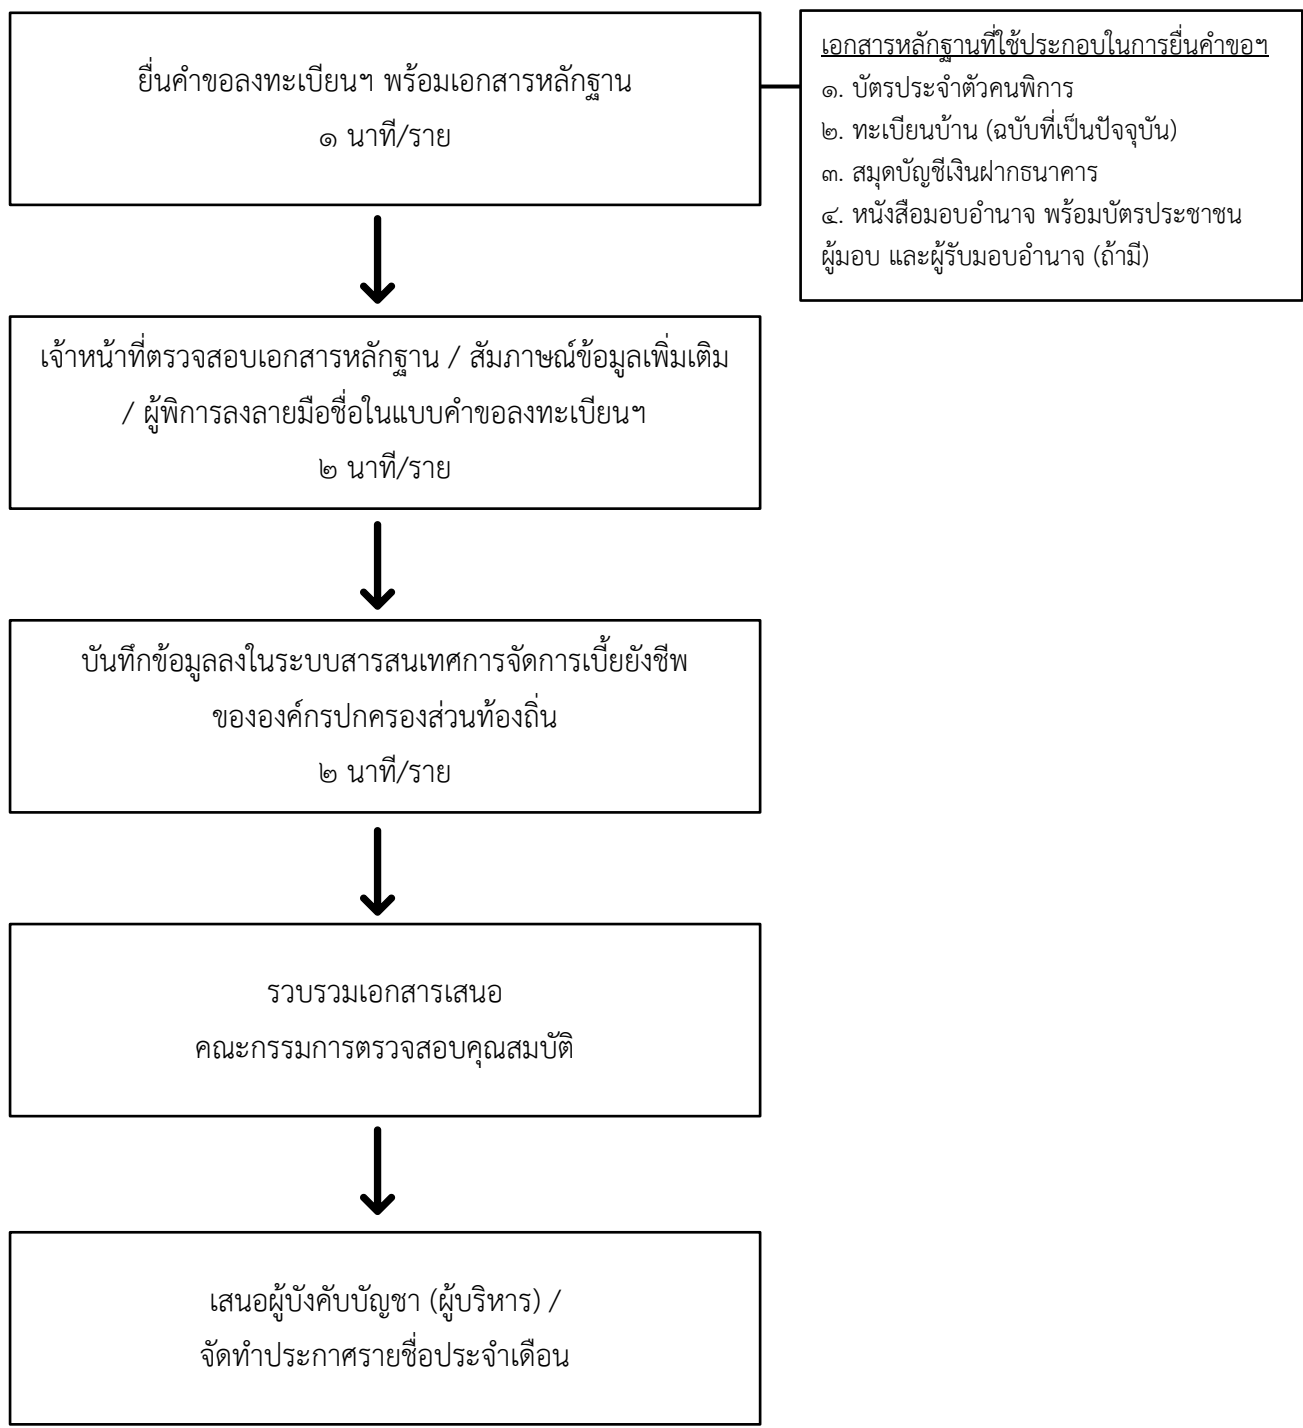 ยื่นคำขอลงทะเบียนฯ พร้อมเอกสารหลักฐาน
๑ นาที/ราย
เอกสารหลักฐานที่ใช้ประกอบในการยื่นคำขอฯ
๑. บัตรประจำตัวคนพิการ
๒. ทะเบียนบ้าน (ฉบับที่เป็นปัจจุบัน)
๓. สมุดบัญชีเงินฝากธนาคาร
๔. หนังสือมอบอำนาจ พร้อมบัตรประชาชน
ผู้มอบ และผู้รับมอบอำนาจ (ถ้ามี)
เจ้าหน้าที่ตรวจสอบเอกสารหลักฐาน / สัมภาษณ์ข้อมูลเพิ่มเติม
/ ผู้พิการลงลายมือชื่อในแบบคำขอลงทะเบียนฯ
๒ นาที/ราย
บันทึกข้อมูลลงในระบบสารสนเทศการจัดการเบี้ยยังชีพ
ขององค์กรปกครองส่วนท้องถิ่น
๒ นาที/ราย
รวบรวมเอกสารเสนอ
คณะกรรมการตรวจสอบคุณสมบัติ
เสนอผู้บังคับบัญชา (ผู้บริหาร) /
จัดทำประกาศรายชื่อประจำเดือน